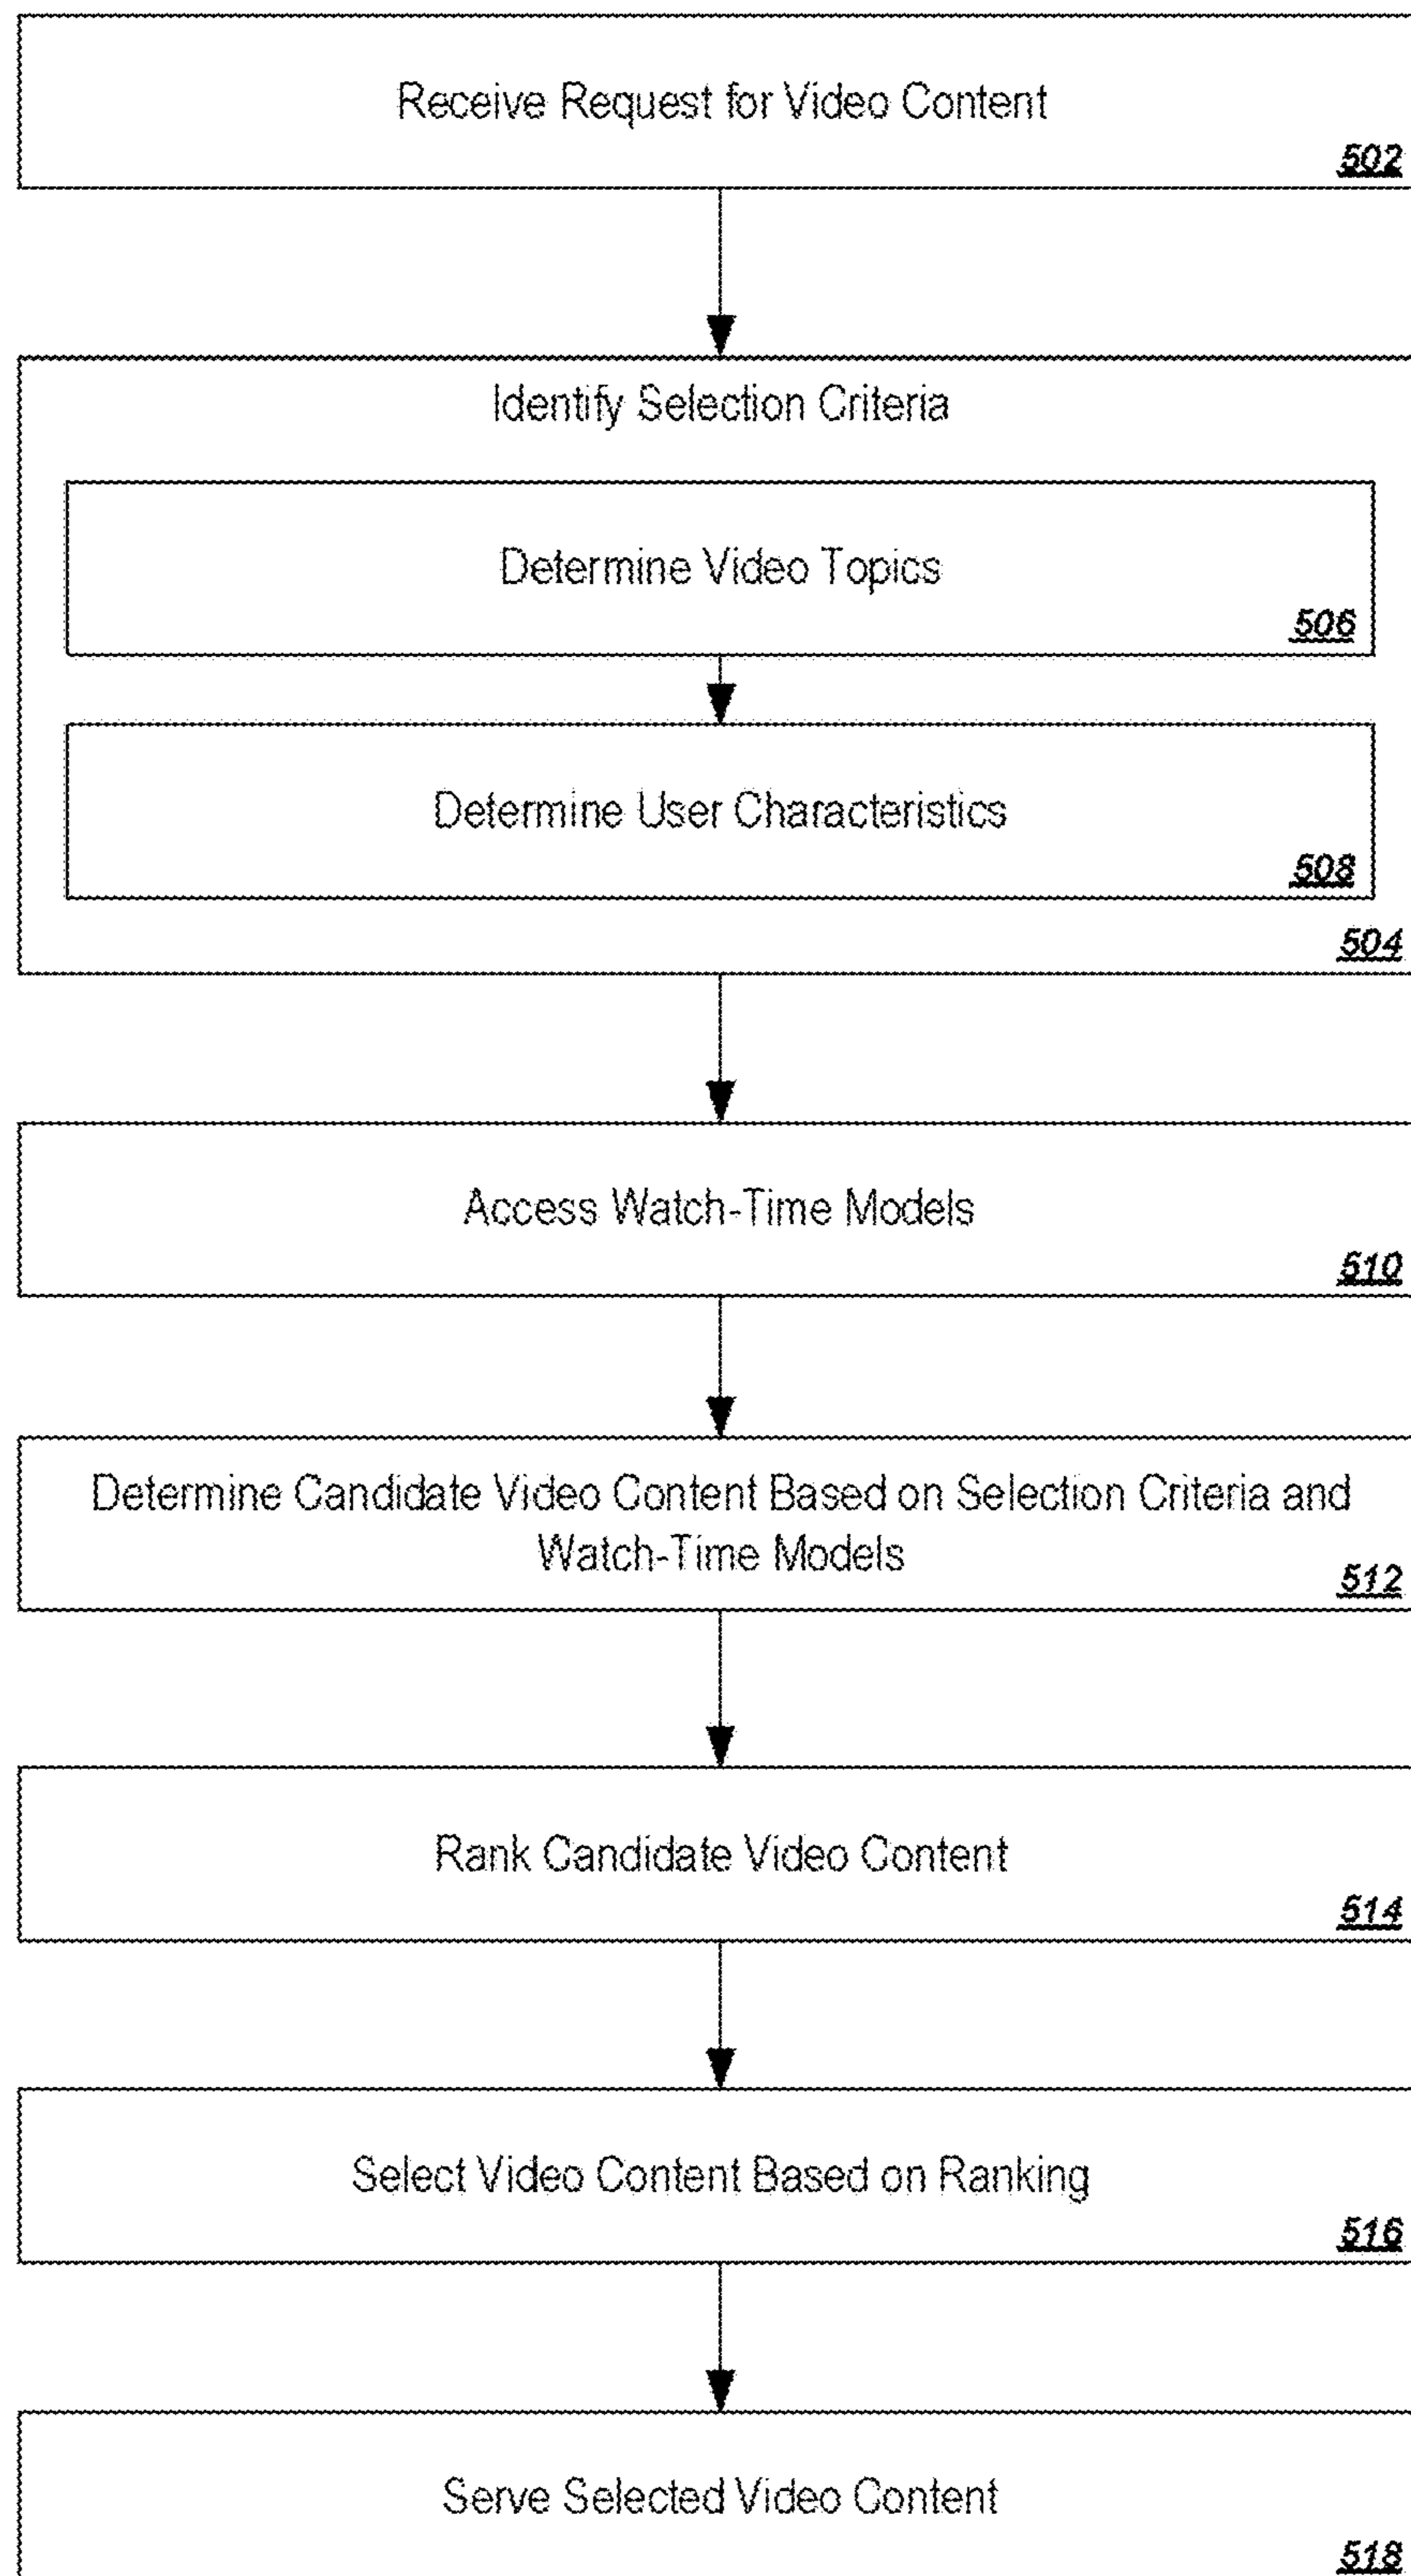 Receive Request for Video Content
502
Identify Selection Criteria
Determine Video Topics
506
Determine User Characteristics
508
504
Access Watch-Time Models
510
Determine Candidate Video Content Based on Selection Criteria and
Watch-Time Models
512
Rank Candidate Video Content
514
Select Video Content Based on Ranking
516
Serve Selected Video Content
518